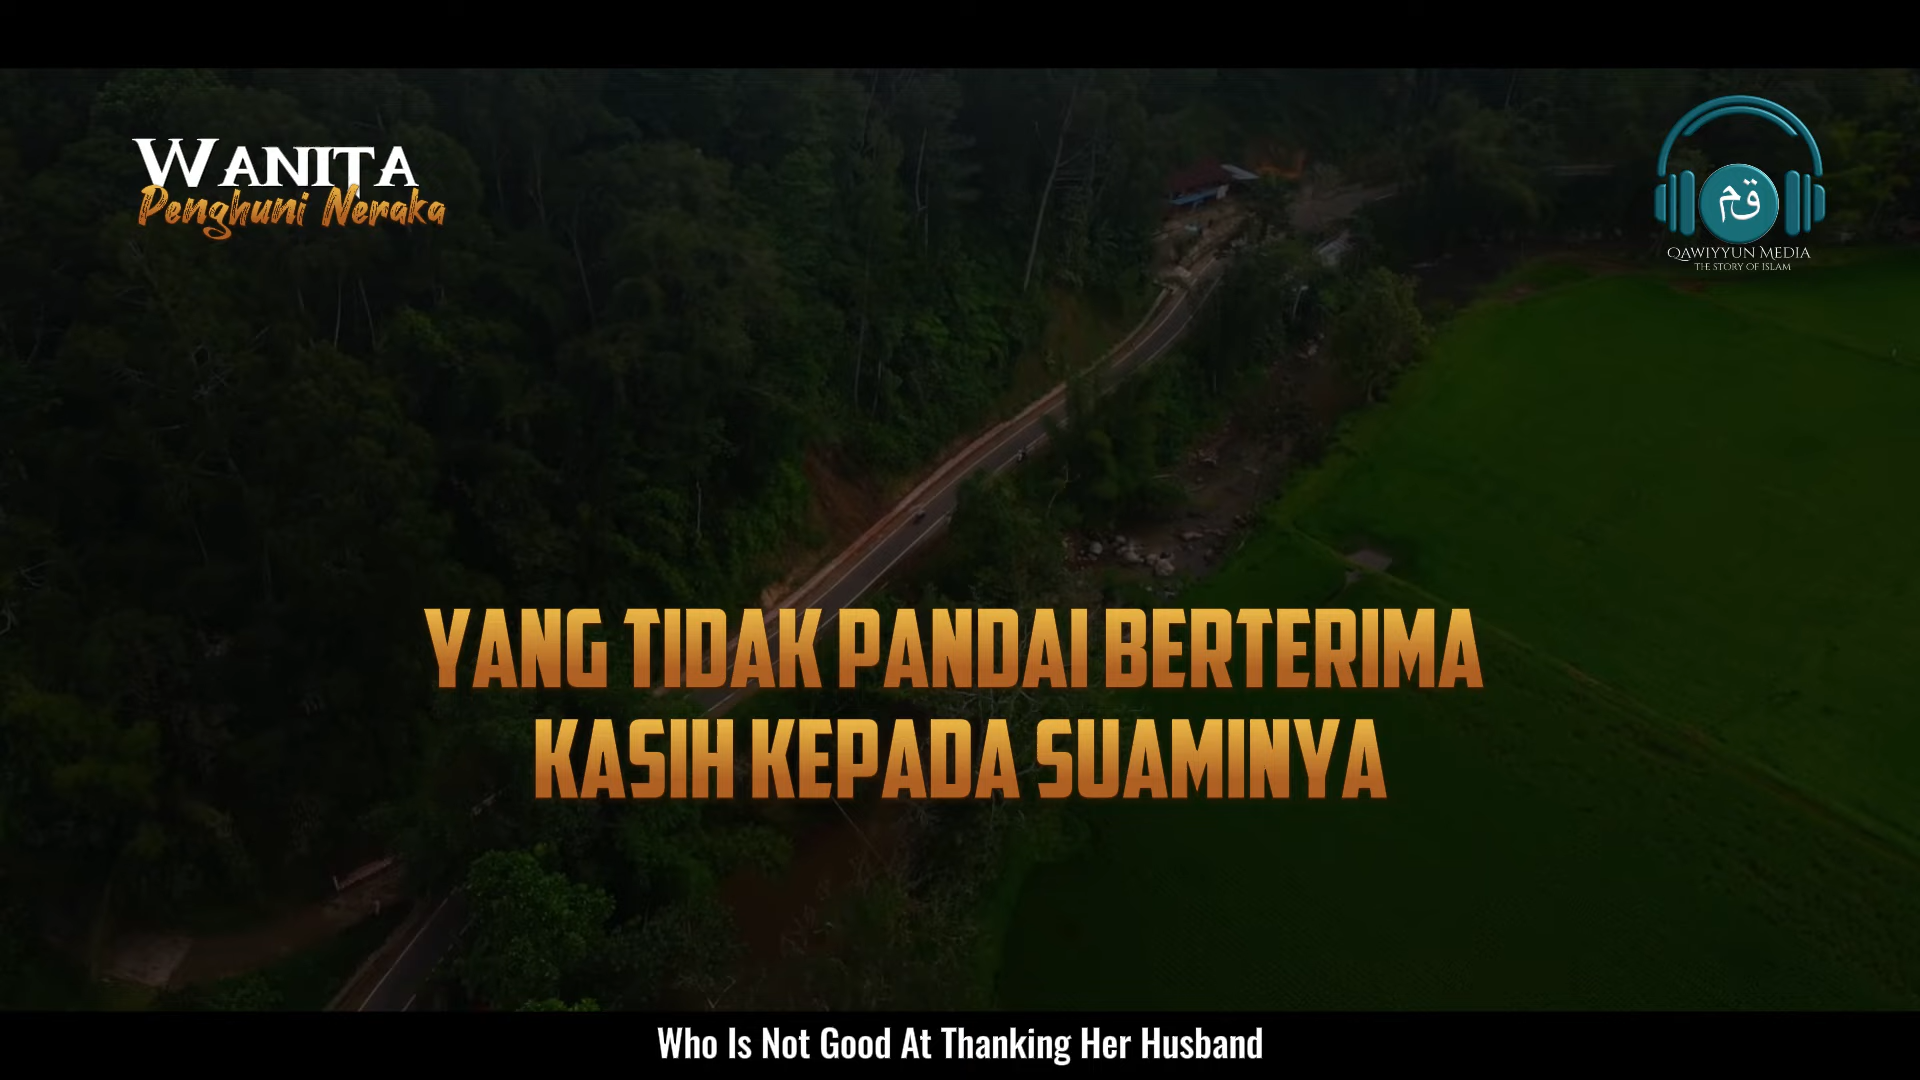 WANITA
Penghuni Neraka
قم
QAWIYYUN MEDIA
THE STORY OF ISLAM
YANG TIDAK PANDAI BERTERIMA
KASIH KEPADA SUAMINYA
Who Is Not Good At Thanking Her Husband